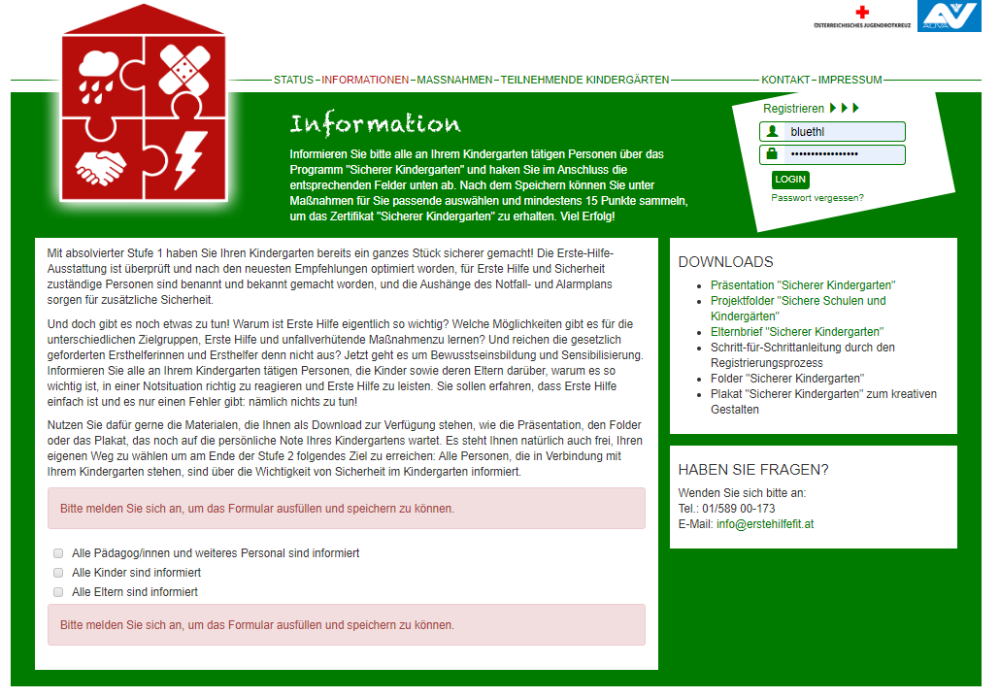 ÖSTERREICHISCHES JUGENDROTKREUZ
AUVA
STATUS
INFORMATIONEN
MASSNAHMEN
TEILNEHMENDE KINDERGÄRTEN
KONTAKT
IMPRESSUM
Information
Informieren Sie bitte alle an Ihrem Kindergarten tätigen Personen über das
Programm "Sicherer Kindergarten" und haken Sie im Anschluss die
entsprechenden Felder unten ab. Nach dem Speichern können Sie unter
Maßnahmen für Sie passende auswählen und mindestens 15 Punkte sammeln,
um das Zertifikat "Sicherer Kindergarten" zu erhalten. Viel Erfolg!
Registrieren
bluethl
••••••••••••••••
LOGIN
Passwort vergessen?
Mit absolvierter Stufe 1 haben Sie Ihren Kindergarten bereits ein ganzes Stück sicherer gemacht! Die Erste-Hilfe-
Ausstattung ist überprüft und nach den neuesten Empfehlungen optimiert worden, für Erste Hilfe und Sicherheit
zuständige Personen sind benannt und bekannt gemacht worden, und die Aushänge des Notfall- und Alarmplans
sorgen für zusätzliche Sicherheit.
Und doch gibt es noch etwas zu tun! Warum ist Erste Hilfe eigentlich so wichtig? Welche Möglichkeiten gibt es für die
unterschiedlichen Zielgruppen, Erste Hilfe und unfallverhütende Maßnahmenzu lernen? Und reichen die gesetzlich
geforderten Ersthelferinnen und Ersthelfer denn nicht aus? Jetzt geht es um Bewusstseinsbildung und Sensibilisierung.
Informieren Sie alle an Ihrem Kindergarten tätigen Personen, die Kinder sowie deren Eltern darüber, warum es so
wichtig ist, in einer Notsituation richtig zu reagieren und Erste Hilfe zu leisten. Sie sollen erfahren, dass Erste Hilfe
einfach ist und es nur einen Fehler gibt: nämlich nichts zu tun!
Nutzen Sie dafür gerne die Materialen, die Ihnen als Download zur Verfügung stehen, wie die Präsentation, den Folder
oder das Plakat, das noch auf die persönliche Note Ihres Kindergartens wartet. Es steht Ihnen natürlich auch frei, Ihren
eigenen Weg zu wählen um am Ende der Stufe 2 folgendes Ziel zu erreichen: Alle Personen, die in Verbindung mit
Ihrem Kindergarten stehen, sind über die Wichtigkeit von Sicherheit im Kindergarten informiert.
Bitte melden Sie sich an, um das Formular ausfüllen und speichern zu können.
Alle Pädagog/innen und weiteres Personal sind informiert
Alle Kinder sind informiert
Alle Eltern sind informiert
Bitte melden Sie sich an, um das Formular ausfüllen und speichern zu können.
DOWNLOADS
Präsentation "Sicherer Kindergarten"
Projektfolder "Sichere Schulen und
Kindergärten"
Elternbrief "Sicherer Kindergarten"
Schritt-für-Schrittanleitung durch den
Registrierungsprozess
Folder "Sicherer Kindergarten"
Plakat "Sicherer Kindergarten" zum kreativen
Gestalten
HABEN SIE FRAGEN?
Wenden Sie sich bitte an:
Tel.: 01/589 00-173
E-Mail: info@erstehilfefit.at